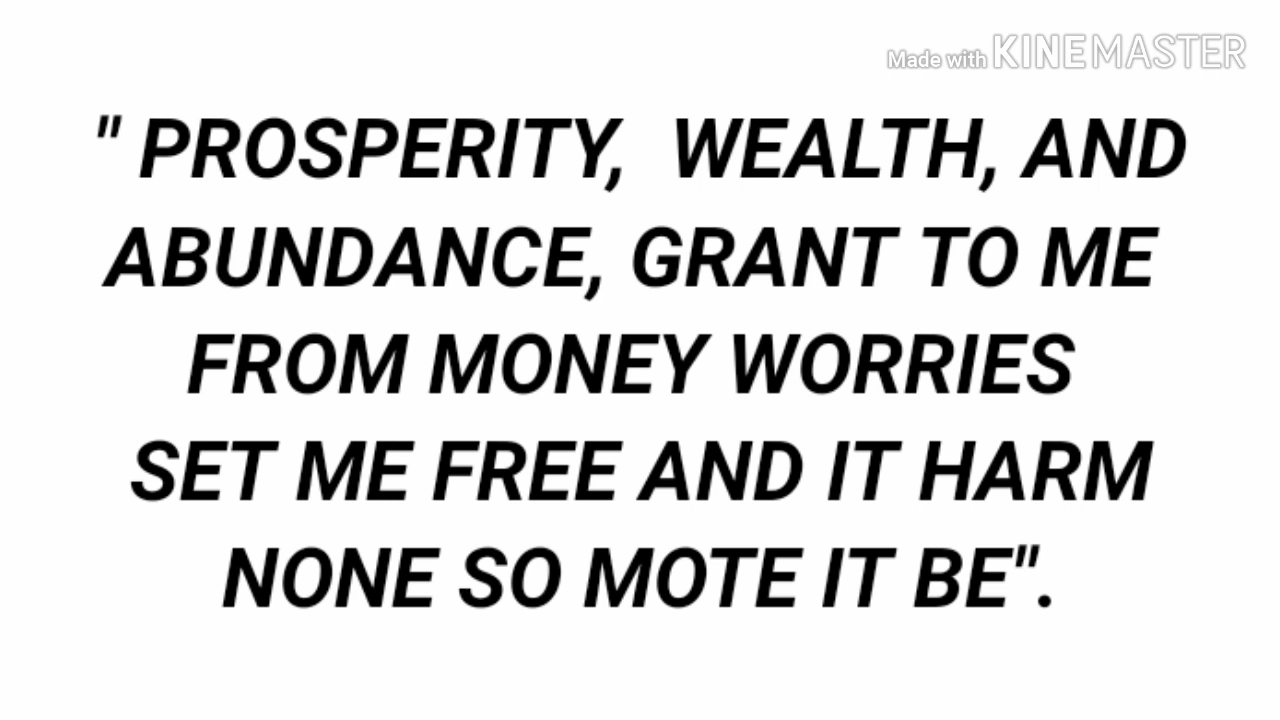 Made with KINEMASTER
" PROSPERITY, WEALTH, AND
ABUNDANCE, GRANT TO ME
FROM MONEY WORRIES
SET ME FREE AND IT HARM
NONE SO MOTE IT BE".